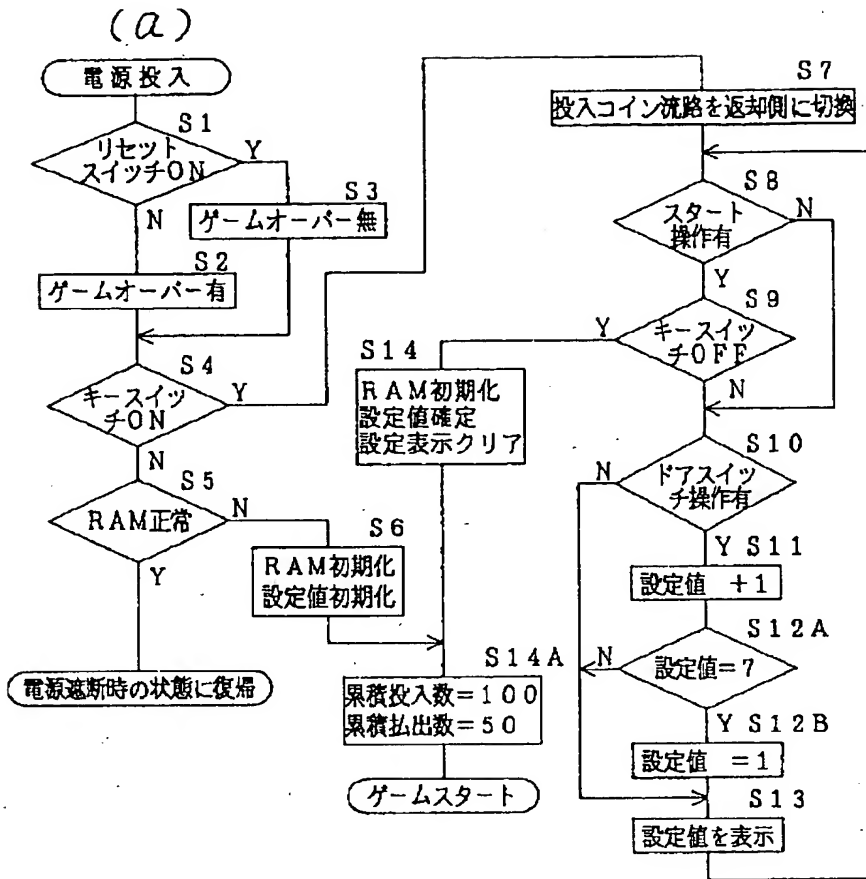 (a)
電源投入
S1
リセット
スイッチON
Y
N
S3
ゲームオーバー無
S2
ゲームオーバー有
S4
キースイッ
チON
Y
N
S5
RAM正常
N
Y
S6
RAM初期化
設定値初期化
電源遮断時の状態に復帰
S14
RAM初期化
設定値確定
設定表示クリア
S14A
累積投入数=100
累積払出数=50
ゲームスタート
S7
投入コイン流路を返却側に切換
S8
スタート
操作有
N
Y
S9
キースイッ
チOFF
Y
N
S10
ドアスイッ
チ操作有
N
Y S11
設定値 +1
S12A
設定値=7
N
Y S12B
設定値 =1
S13
設定値を表示